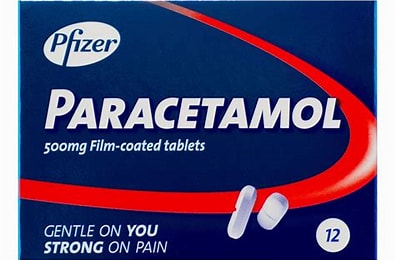 Pfizer
PARACETAMOL
500mg Film-coated tablets
GENTLE ON YOU
STRONG ON PAIN
12